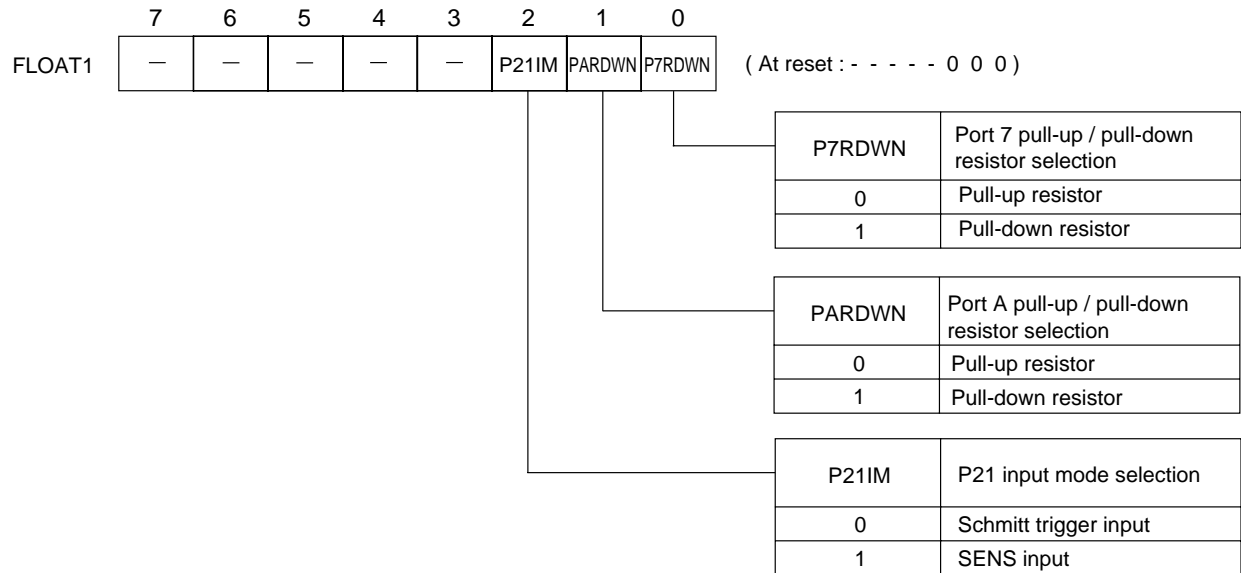 7 6 5 4 3 2 1 0
FLOAT1 – – – – – P21IM PARDWN P7RDWN ( At reset : - - - - - 0 0 0 )
P7RDWN Port 7 pull-up / pull-down
resistor selection
0 Pull-up resistor
1 Pull-down resistor
PARDWN Port A pull-up / pull-down
resistor selection
0 Pull-up resistor
1 Pull-down resistor
P21IM P21 input mode selection
0 Schmitt trigger input
1 SENS input